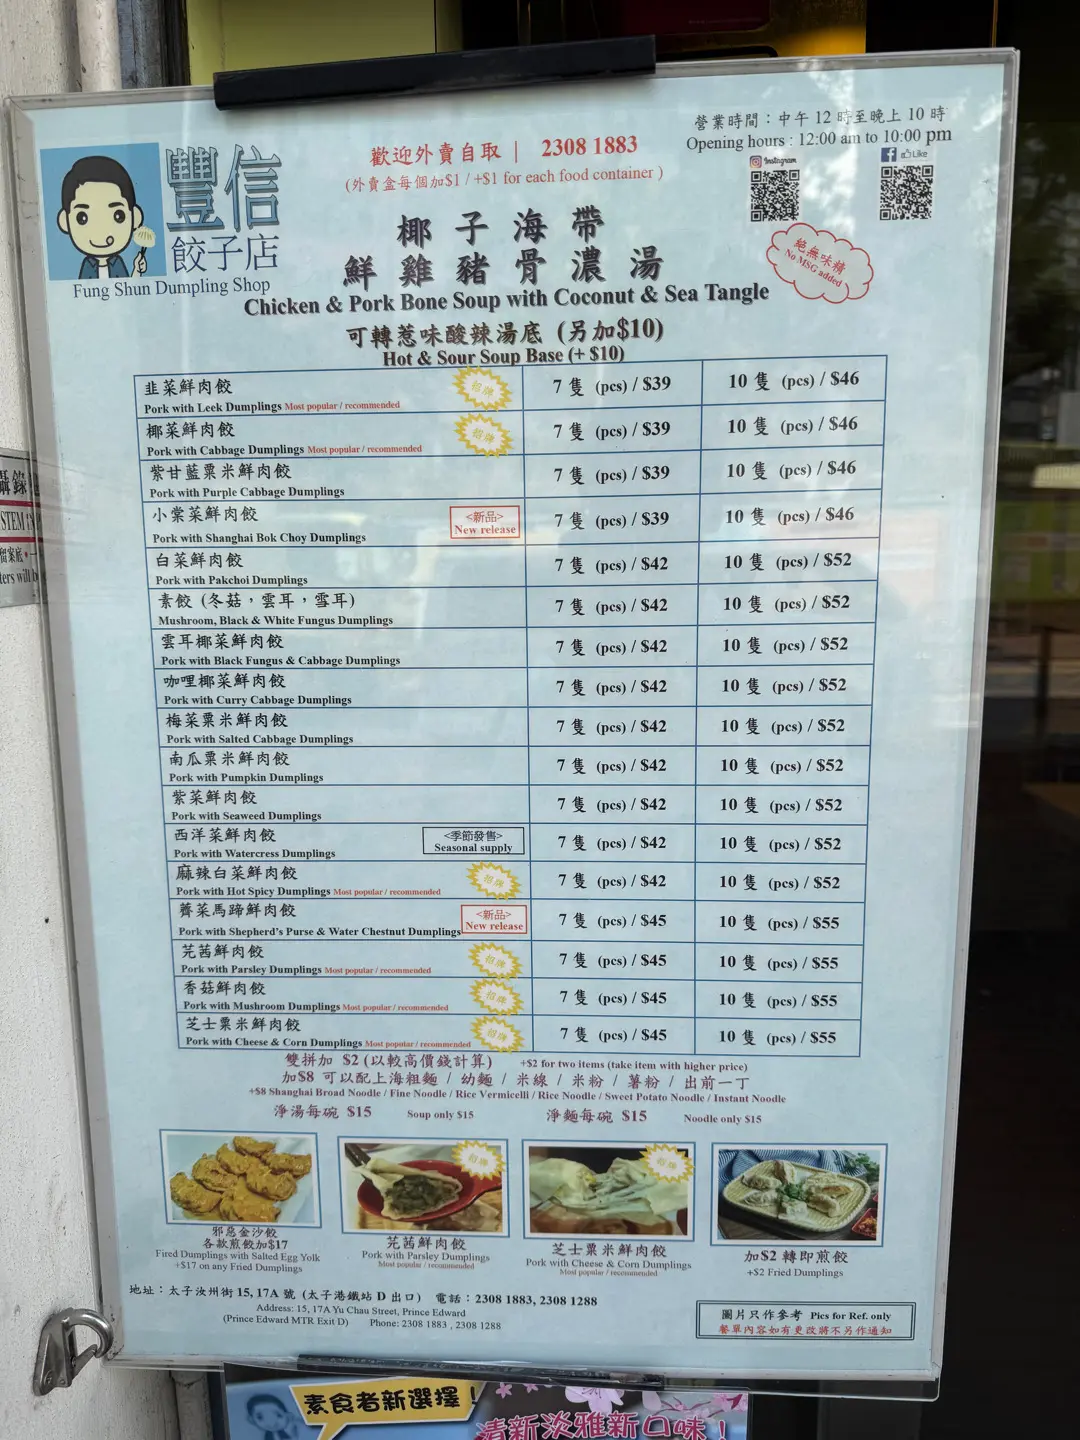 歡迎外賣自取 | 2308 1883
(外賣盒每個加$1 / +$1 for each food container )
營業時間：中午 12 時至晚上 10 時
Opening hours : 12:00 am to 10:00 pm
Instagram
Like
豐信
餃子店
Fung Shun Dumpling Shop
椰子海帶
鮮雞豬骨濃湯
Chicken & Pork Bone Soup with Coconut & Sea Tangle
絕無味精
No MSG added
可轉惹味酸辣湯底 (另加$10)
Hot & Sour Soup Base (+ $10)
韭菜鮮肉餃
Pork with Leek Dumplings Most popular / recommended
招牌
7 隻 (pcs) / $39
10 隻 (pcs) / $46
椰菜鮮肉餃
Pork with Cabbage Dumplings Most popular / recommended
招牌
7 隻 (pcs) / $39
10 隻 (pcs) / $46
紫甘藍粟米鮮肉餃
Pork with Purple Cabbage Dumplings
7 隻 (pcs) / $39
10 隻 (pcs) / $46
小棠菜鮮肉餃
Pork with Shanghai Bok Choy Dumplings
<新品>
New release
7 隻 (pcs) / $39
10 隻 (pcs) / $46
白菜鮮肉餃
Pork with Pakchoi Dumplings
7 隻 (pcs) / $42
10 隻 (pcs) / $52
素餃 (冬菇，雲耳，雪耳)
Mushroom, Black & White Fungus Dumplings
7 隻 (pcs) / $42
10 隻 (pcs) / $52
雲耳椰菜鮮肉餃
Pork with Black Fungus & Cabbage Dumplings
7 隻 (pcs) / $42
10 隻 (pcs) / $52
咖哩椰菜鮮肉餃
Pork with Curry Cabbage Dumplings
7 隻 (pcs) / $42
10 隻 (pcs) / $52
梅菜粟米鮮肉餃
Pork with Salted Cabbage Dumplings
7 隻 (pcs) / $42
10 隻 (pcs) / $52
南瓜粟米鮮肉餃
Pork with Pumpkin Dumplings
7 隻 (pcs) / $42
10 隻 (pcs) / $52
紫菜鮮肉餃
Pork with Seaweed Dumplings
7 隻 (pcs) / $42
10 隻 (pcs) / $52
西洋菜鮮肉餃
Pork with Watercress Dumplings
<季節發售>
Seasonal supply
7 隻 (pcs) / $42
10 隻 (pcs) / $52
麻辣白菜鮮肉餃
Pork with Hot Spicy Dumplings Most popular / recommended
招牌
7 隻 (pcs) / $42
10 隻 (pcs) / $52
薺菜馬蹄鮮肉餃
Pork with Shepherd's Purse & Water Chestnut Dumplings
<新品>
New release
7 隻 (pcs) / $45
10 隻 (pcs) / $55
芫茜鮮肉餃
Pork with Parsley Dumplings Most popular / recommended
招牌
7 隻 (pcs) / $45
10 隻 (pcs) / $55
香菇鮮肉餃
Pork with Mushroom Dumplings Most popular / recommended
招牌
7 隻 (pcs) / $45
10 隻 (pcs) / $55
芝士粟米鮮肉餃
Pork with Cheese & Corn Dumplings Most popular / recommended
招牌
7 隻 (pcs) / $45
10 隻 (pcs) / $55
雙拼加 $2 (以較高價錢計算) +$2 for two items (take item with higher price)
加$8 可以配上海粗麵 / 幼麵 / 米線 / 米粉 / 薯粉 / 出前一丁
+$8 Shanghai Broad Noodle / Fine Noodle / Rice Vermicelli / Rice Noodle / Sweet Potato Noodle / Instant Noodle
淨湯每碗 $15 Soup only $15 淨麵每碗 $15 Noodle only $15
招牌
招牌
邪惡金沙餃
各款煎餃加$17
Fired Dumplings with Salted Egg Yolk
+$17 on any Fried Dumplings
芫茜鮮肉餃
Pork with Parsley Dumplings
Most popular / recommended
芝士粟米鮮肉餃
Pork with Cheese & Corn Dumplings
Most popular / recommended
加$2 轉即煎餃
+$2 Fried Dumplings
地址：太子汝州街 15, 17A 號 (太子港鐵站 D 出口) 電話：2308 1883, 2308 1288
Address: 15, 17A Yu Chau Street, Prince Edward
(Prince Edward MTR Exit D) Phone: 2308 1883 , 2308 1288
圖片只作參考 Pics for Ref. only
餐單內容如有更改將不另作通知
素食者新選擇！
清新淡雅新口味！